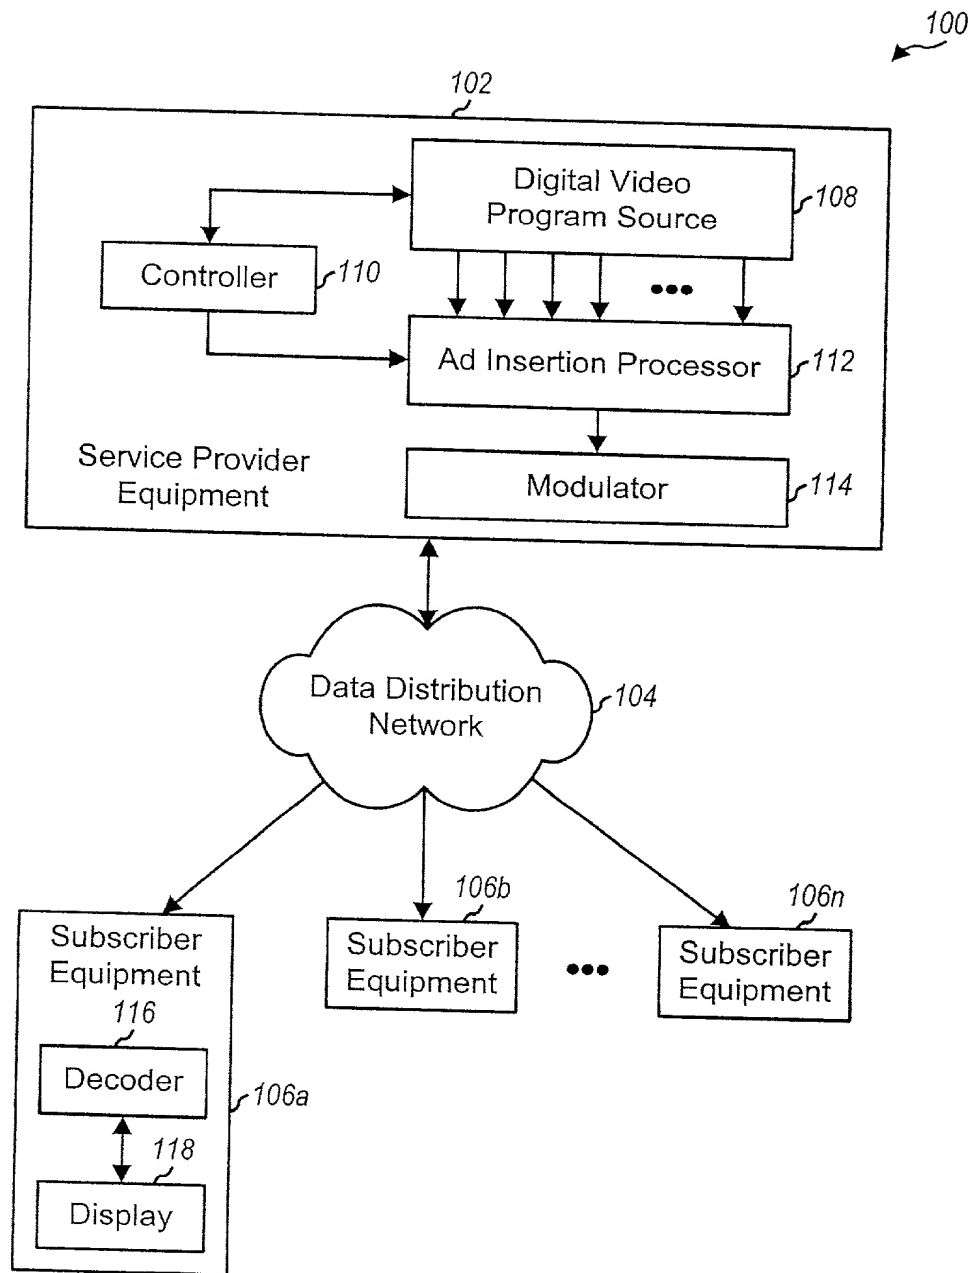 100
102
Digital Video
Program Source
108
Controller
110
Ad Insertion Processor
112
Service Provider
Equipment
Modulator
114
Data Distribution
Network
104
106b
106n
Subscriber
Equipment
Subscriber
Equipment
Subscriber
Equipment
116
Decoder
106a
118
Display